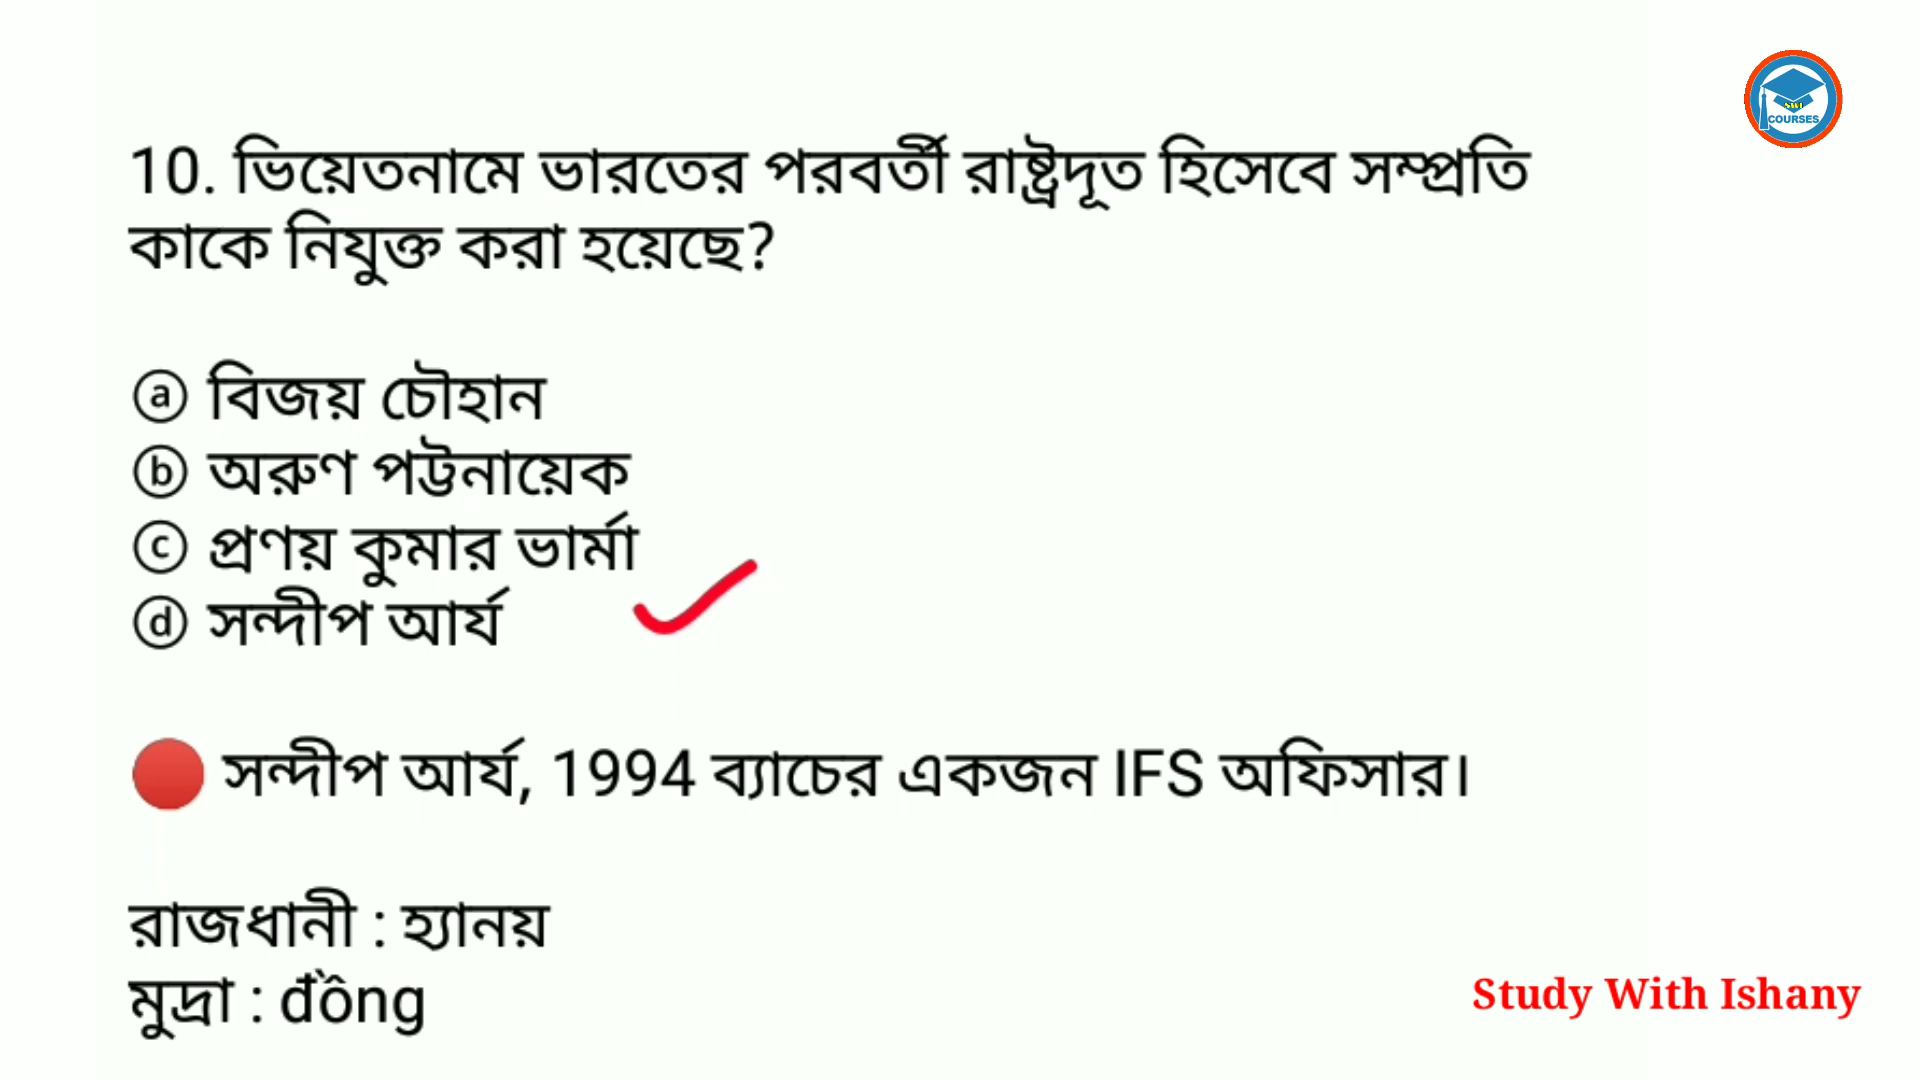 SWI
COURSES
10. ভিয়েতনামে ভারতের পরবর্তী রাষ্ট্রদূত হিসেবে সম্প্রতি
কাকে নিযুক্ত করা হয়েছে?
ⓐ বিজয় চৌহান
ⓑ অরুণ পট্টনায়েক
ⓒ প্রণয় কুমার ভার্মা
ⓓ সন্দীপ আর্য
🔴 সন্দীপ আর্য, 1994 ব্যাচের একজন IFS অফিসার।
রাজধানী : হ্যানয়
মুদ্রা : đồng
Study With Ishany